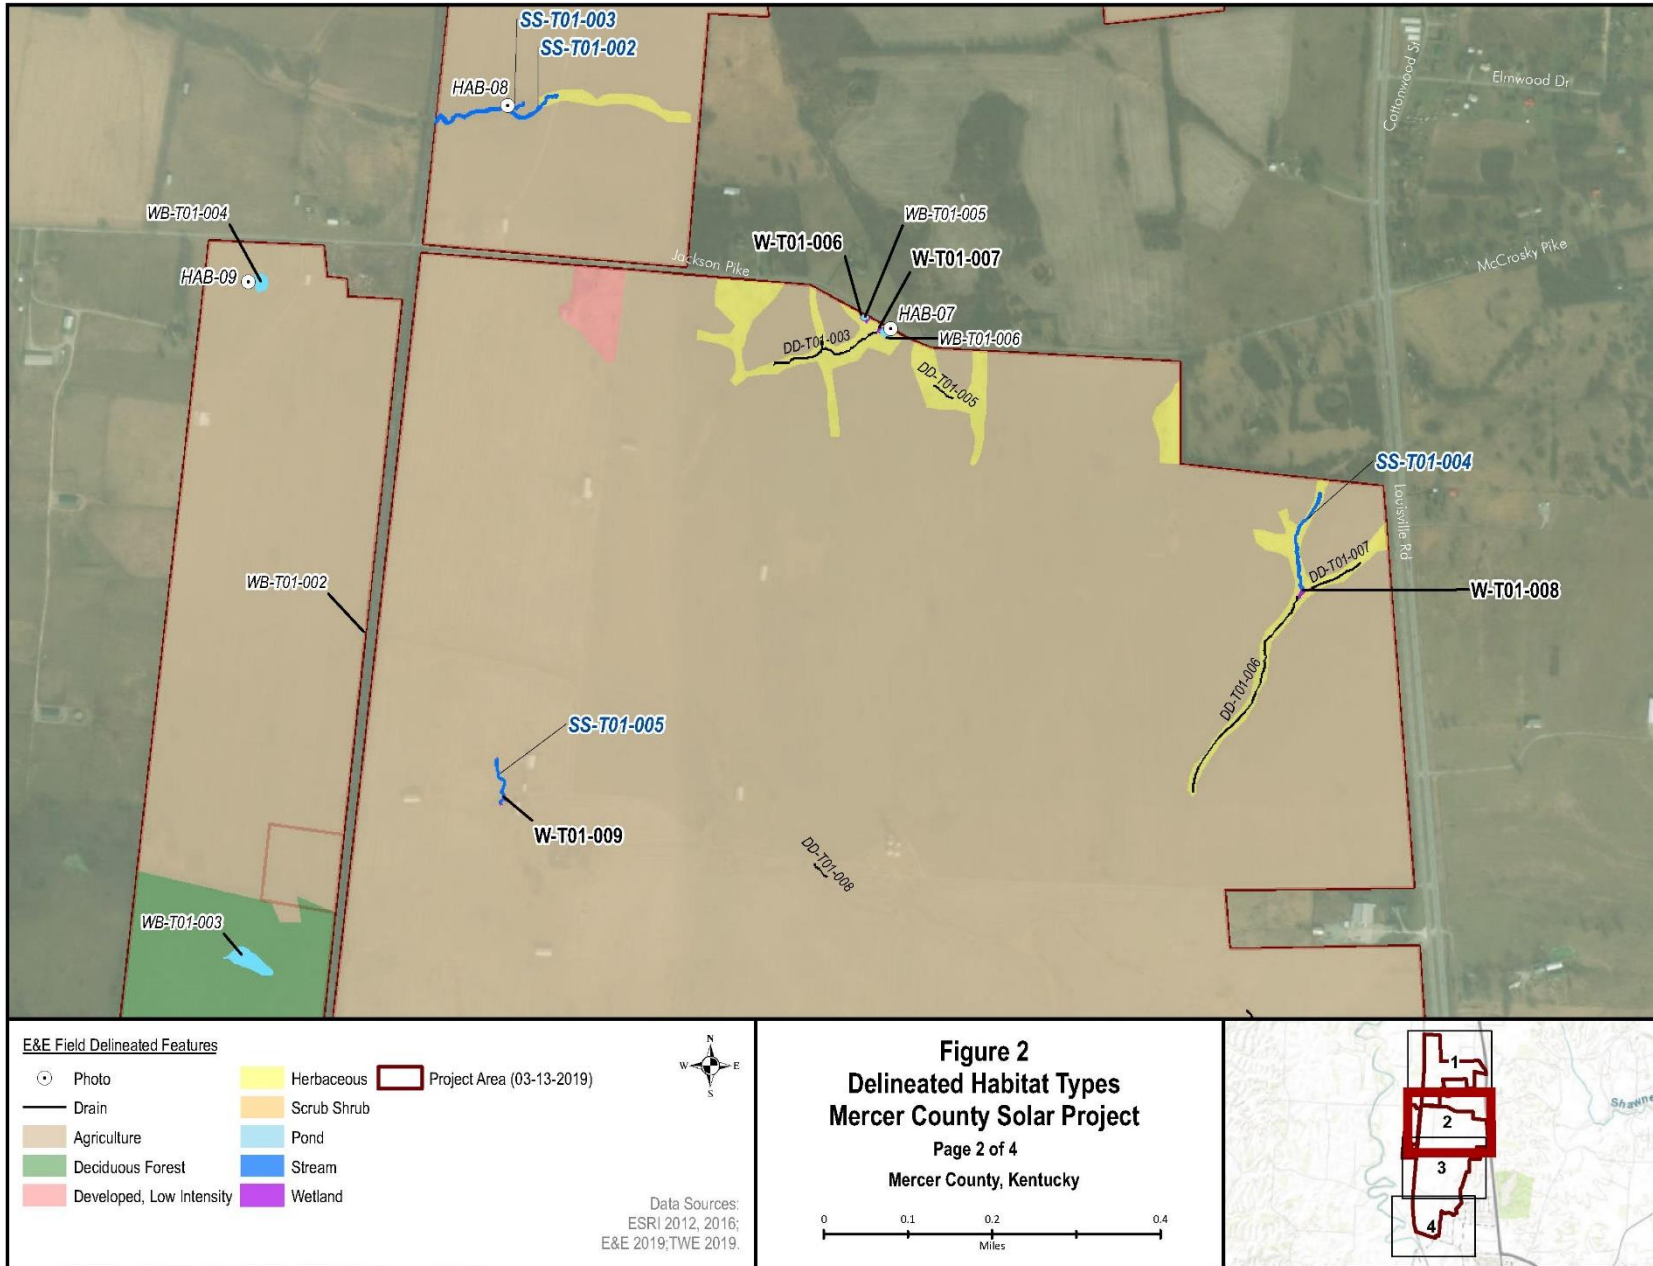 SS-T01-003
SS-T01-002
HAB-08
Cottonwood St
Elmwood Dr
WB-T01-004
HAB-09
WB-T01-005
W-T01-006
W-T01-007
Jackson Pike
McCrosky Pike
HAB-07
DD-T01-003
WB-T01-006
DD-T01-005
SS-T01-004
Louisville Rd
DD-T01-007
W-T01-008
WB-T01-002
DD-T01-006
SS-T01-005
W-T01-009
DD-T01-008
WB-T01-003
E&E Field Delineated Features
Photo
Drain
Agriculture
Deciduous Forest
Developed, Low Intensity
Herbaceous
Scrub Shrub
Pond
Stream
Wetland
Project Area (03-13-2019)
N
W E
S
Data Sources:
ESRI 2012, 2016;
E&E 2019;TWE 2019.
Figure 2
Delineated Habitat Types
Mercer County Solar Project
Page 2 of 4
Mercer County, Kentucky
0 0.1 0.2 0.4
Miles
1
2
3
4